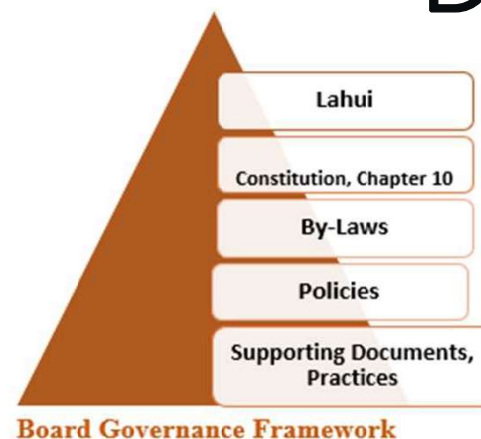 Lahui
Constitution, Chapter 10
By-Laws
Policies
Supporting Documents,
Practices
Board Governance Framework